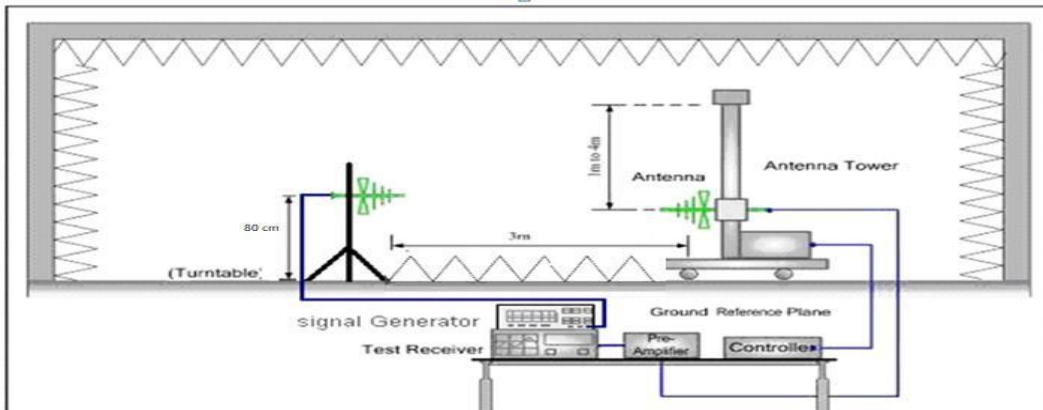 1m to 4m
Antenna Tower
Antenna
80 cm
3m
(Turntable)
signal Generator
Ground Reference Plane
Test Receiver
Pre-
Amplifier
Controller